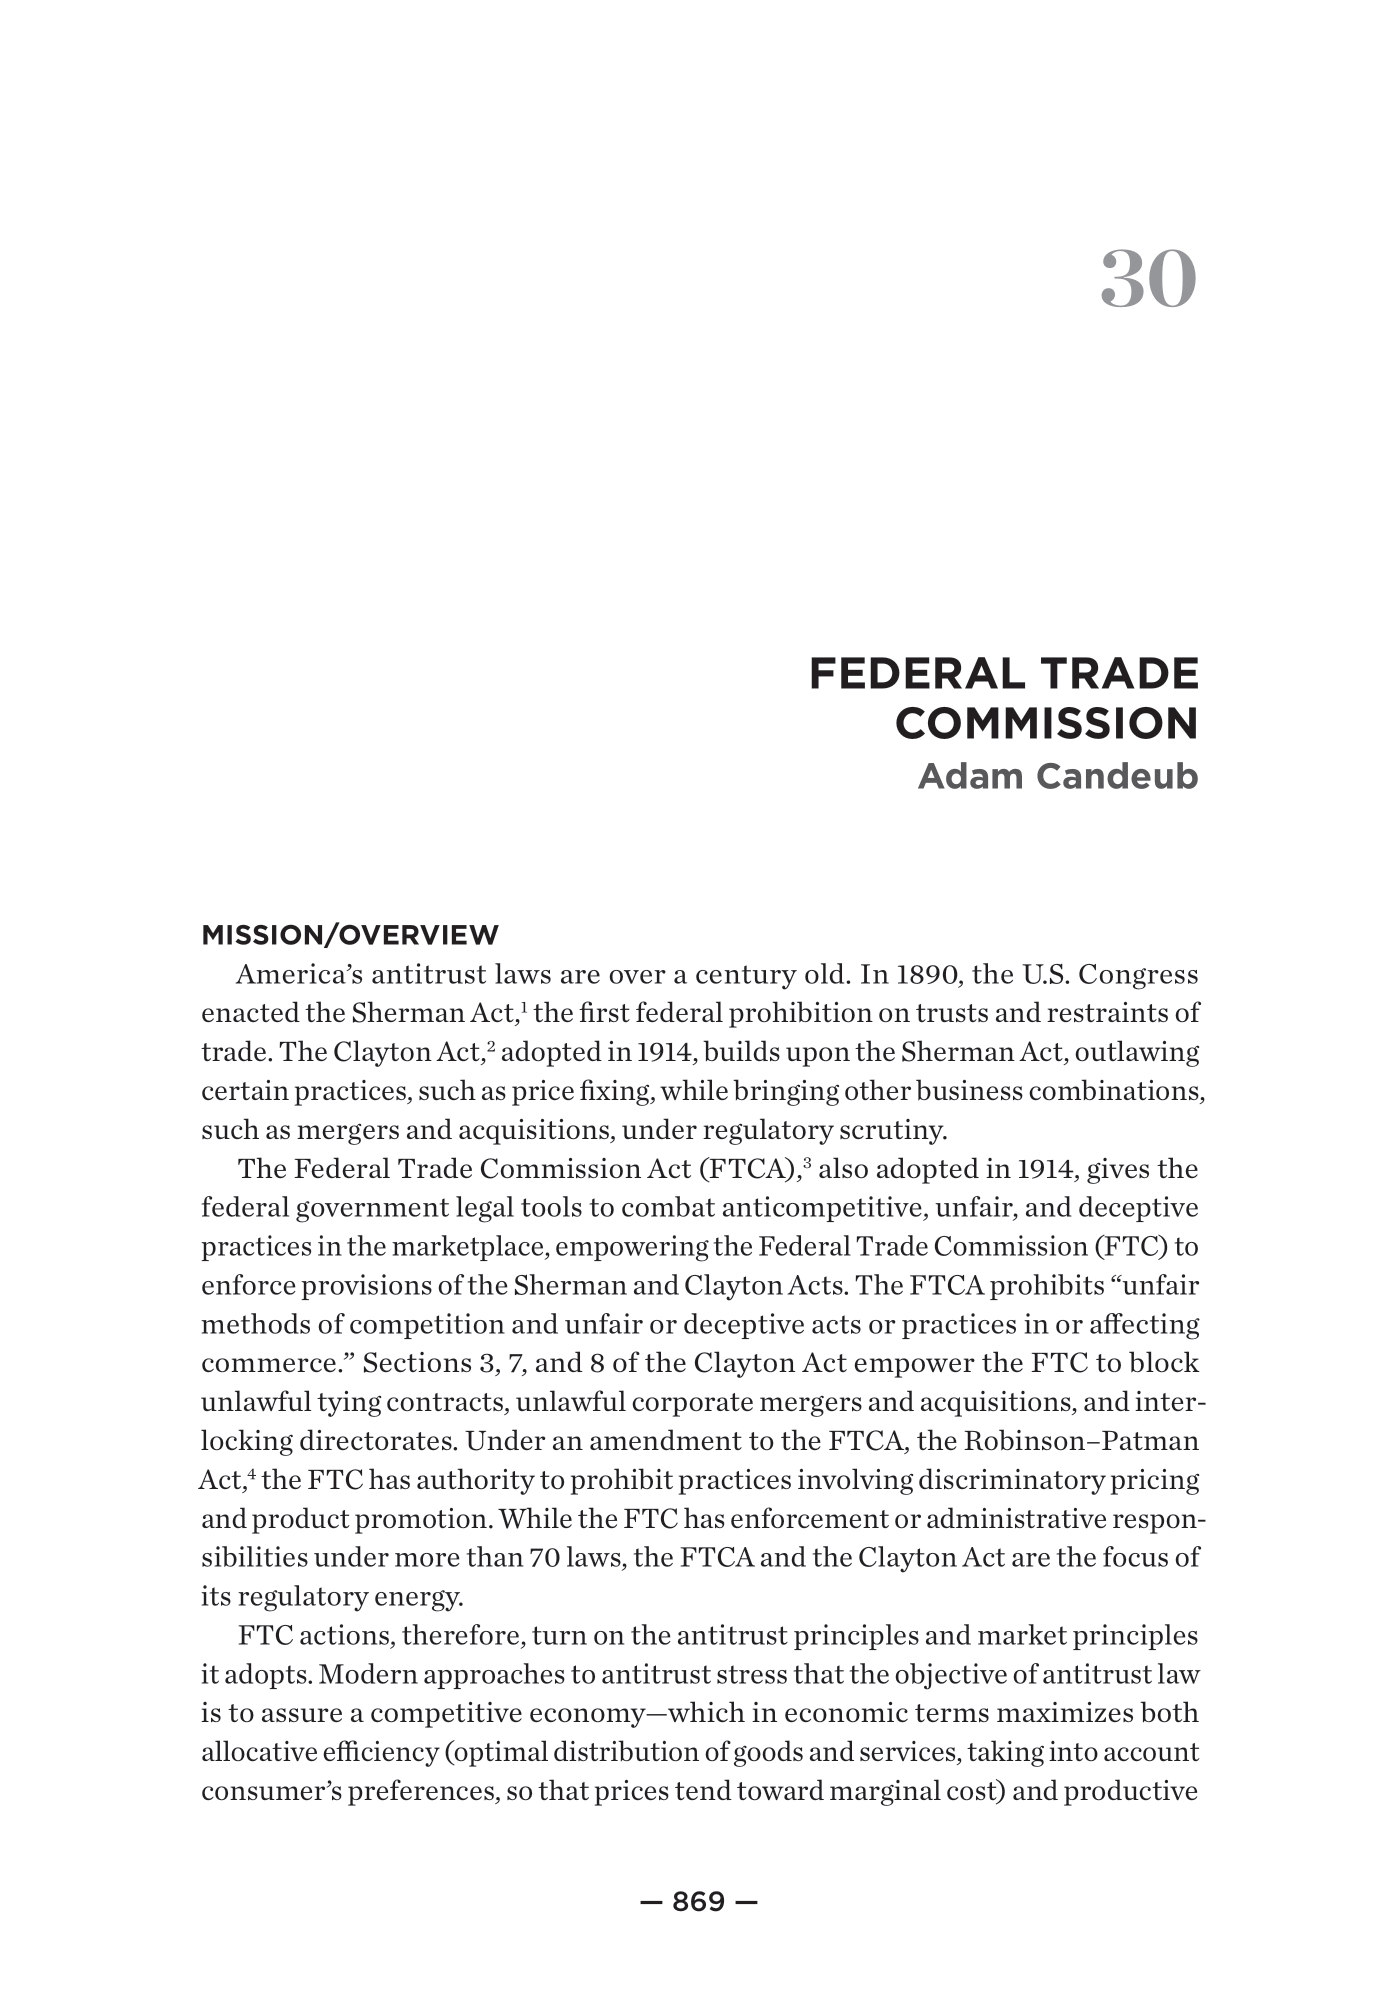 30
FEDERAL TRADE
COMMISSION
Adam Candeub
MISSION/OVERVIEW
America’s antitrust laws are over a century old. In 1890, the U.S. Congress
enacted the Sherman Act,1 the first federal prohibition on trusts and restraints of
trade. The Clayton Act,2 adopted in 1914, builds upon the Sherman Act, outlawing
certain practices, such as price fixing, while bringing other business combinations,
such as mergers and acquisitions, under regulatory scrutiny.
The Federal Trade Commission Act (FTCA),3 also adopted in 1914, gives the
federal government legal tools to combat anticompetitive, unfair, and deceptive
practices in the marketplace, empowering the Federal Trade Commission (FTC) to
enforce provisions of the Sherman and Clayton Acts. The FTCA prohibits “unfair
methods of competition and unfair or deceptive acts or practices in or affecting
commerce.” Sections 3, 7, and 8 of the Clayton Act empower the FTC to block
unlawful tying contracts, unlawful corporate mergers and acquisitions, and inter-
locking directorates. Under an amendment to the FTCA, the Robinson–Patman
Act,4 the FTC has authority to prohibit practices involving discriminatory pricing
and product promotion. While the FTC has enforcement or administrative respon-
sibilities under more than 70 laws, the FTCA and the Clayton Act are the focus of
its regulatory energy.
FTC actions, therefore, turn on the antitrust principles and market principles
it adopts. Modern approaches to antitrust stress that the objective of antitrust law
is to assure a competitive economy—which in economic terms maximizes both
allocative efficiency (optimal distribution of goods and services, taking into account
consumer’s preferences, so that prices tend toward marginal cost) and productive
— 869 —